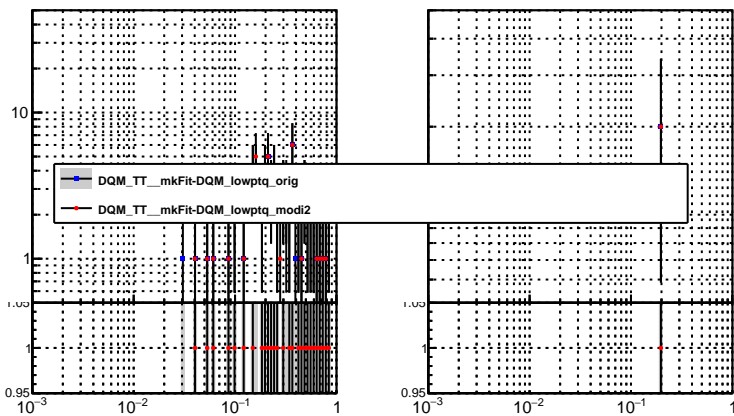 10
DQM_TT__mkFit-DQM_lowptq_orig
DQM_TT__mkFit-DQM_lowptq_modi2
1
1.05 1.05
1 1
0.95 0.95
10⁻³ 10⁻² 10⁻¹ 1 10⁻³ 10⁻² 10⁻¹ 1